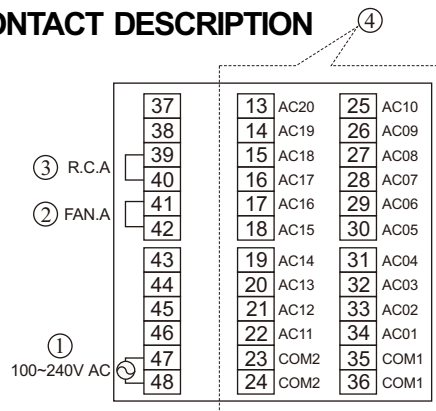 ONTACT DESCRIPTION ④
37 13 AC20 25 AC10
38 14 AC19 26 AC09
③ R.C.A 39 15 AC18 27 AC08
40 16 AC17 28 AC07
② FAN.A 41 17 AC16 29 AC06
42 18 AC15 30 AC05
43 19 AC14 31 AC04
44 20 AC13 32 AC03
45 21 AC12 33 AC02
① 46 22 AC11 34 AC01
100~240V AC 47 23 COM2 35 COM1
48 24 COM2 36 COM1